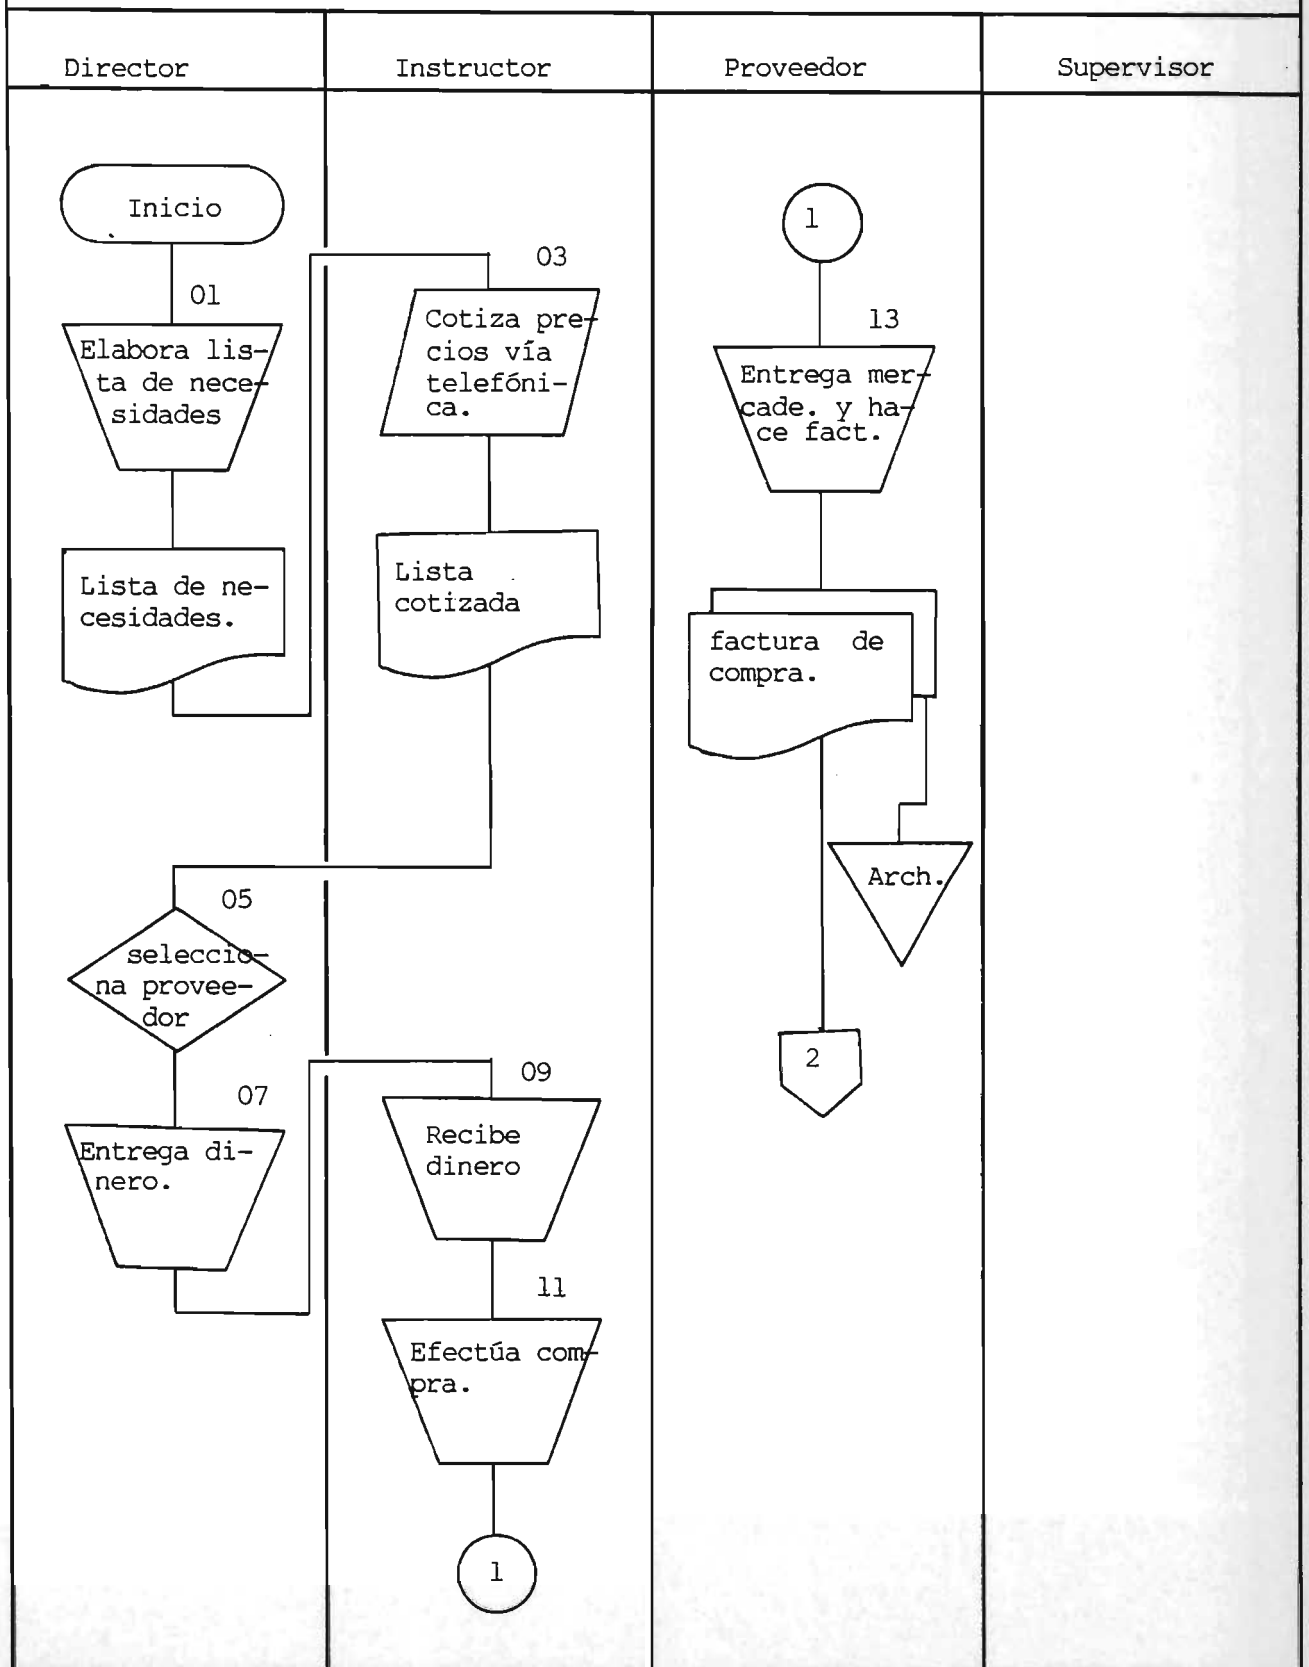 Director
Instructor
Proveedor
Supervisor
Inicio
01
Elabora lis-
ta de nece-
sidades
Lista de ne-
cesidades.
03
Cotiza pre-
cios vía
telefóni-
ca.
Lista
cotizada
05
seleccio-
na provee-
dor
07
Entrega di-
nero.
09
Recibe
dinero
11
Efectúa com-
pra.
1
1
13
Entrega mer-
cade. y ha-
ce fact.
factura de
compra.
Arch.
2